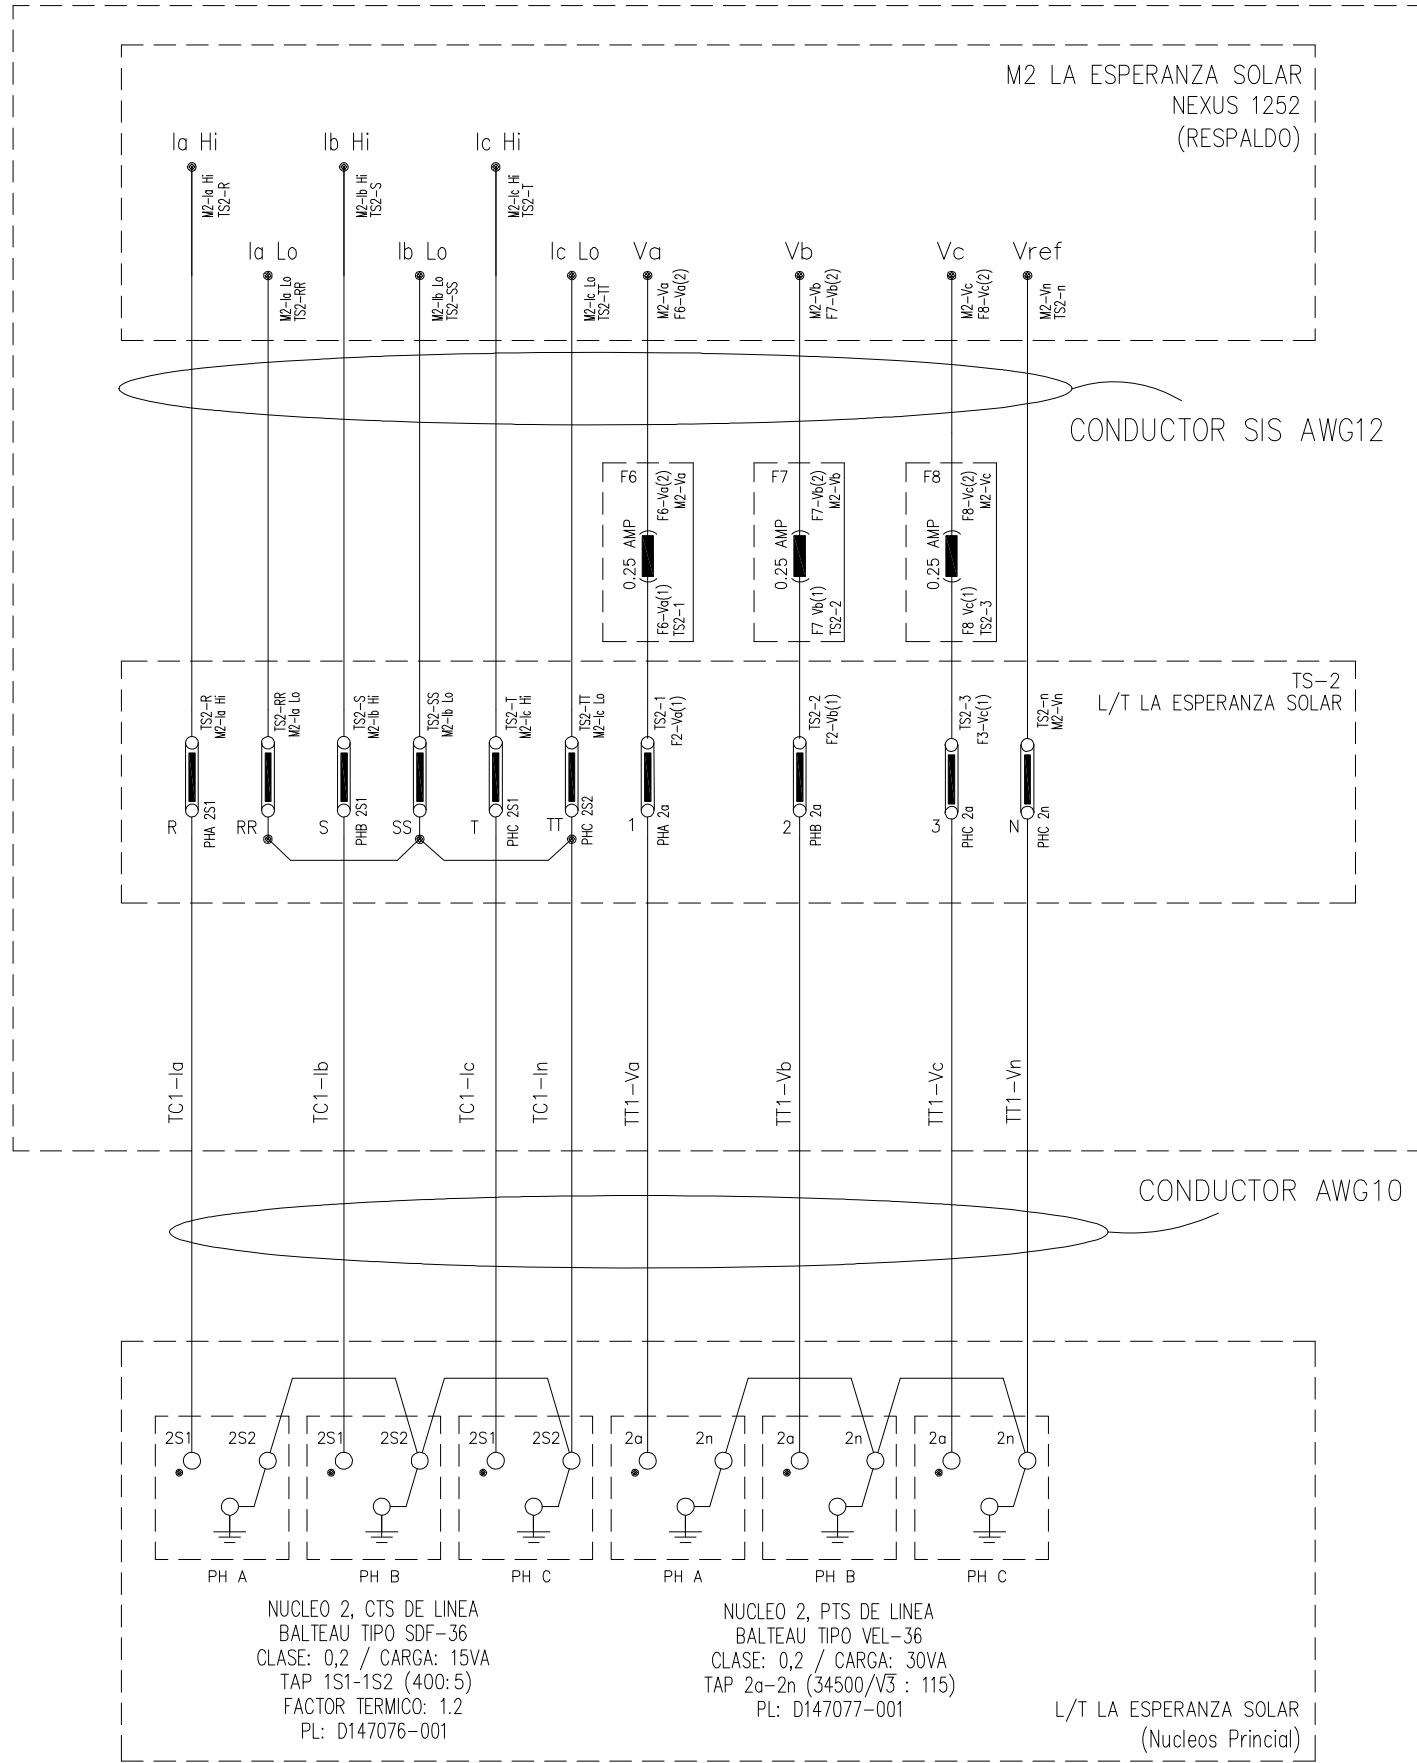 M2 LA ESPERANZA SOLAR
NEXUS 1252
(RESPALDO)
Ia Hi
Ib Hi
Ic Hi
M2-Ia Hi
TS2-R
M2-Ib Hi
TS2-S
M2-Ic Hi
TS2-T
Ia Lo
Ib Lo
Ic Lo
Va
Vb
Vc
Vref
M2-Ia Lo
TS2-RR
M2-Ib Lo
TS2-SS
M2-Ic Lo
TS2-TT
M2-Va
F6-Va(2)
M2-Vb
F7-Vb(2)
M2-Vc
F8-Vc(2)
M2-Vn
TS2-n
CONDUCTOR SIS AWG12
F6
F6-Va(2)
M2-Va
0.25 AMP
F6-Va(1)
TS2-1
F7
F7-Vb(2)
M2-Vb
0.25 AMP
F7 Vb(1)
TS2-2
F8
F8-Vc(2)
M2-Vc
0.25 AMP
F8 Vc(1)
TS2-3
TS-2
L/T LA ESPERANZA SOLAR
TS2-R
M2-Ia Hi
TS2-RR
M2-Ia Lo
TS2-S
M2-Ib Hi
TS2-SS
M2-Ib Lo
TS2-T
M2-Ic Hi
TS2-TT
M2-Ic Lo
TS2-1
F2-Va(1)
TS2-2
F2-Vb(1)
TS2-3
F3-Vc(1)
TS2-n
M2-Vn
R
PHA 2S1
RR
S
PHB 2S1
SS
T
PHC 2S1
TT
PHC 2S2
1
PHA 2a
2
PHB 2a
3
PHC 2a
N
PHC 2n
TC1-Ia
TC1-Ib
TC1-Ic
TC1-In
TT1-Va
TT1-Vb
TT1-Vc
TT1-Vn
CONDUCTOR AWG10
2S1
2S2
2S1
2S2
2S1
2S2
2a
2n
2a
2n
2a
2n
PH A
PH B
PH C
PH A
PH B
PH C
NUCLEO 2, CTS DE LINEA
BALTEAU TIPO SDF-36
CLASE: 0,2 / CARGA: 15VA
TAP 1S1-1S2 (400:5)
FACTOR TERMICO: 1.2
PL: D147076-001
NUCLEO 2, PTS DE LINEA
BALTEAU TIPO VEL-36
CLASE: 0,2 / CARGA: 30VA
TAP 2a-2n (34500/√3 : 115)
PL: D147077-001
L/T LA ESPERANZA SOLAR
(Nucleos Princial)